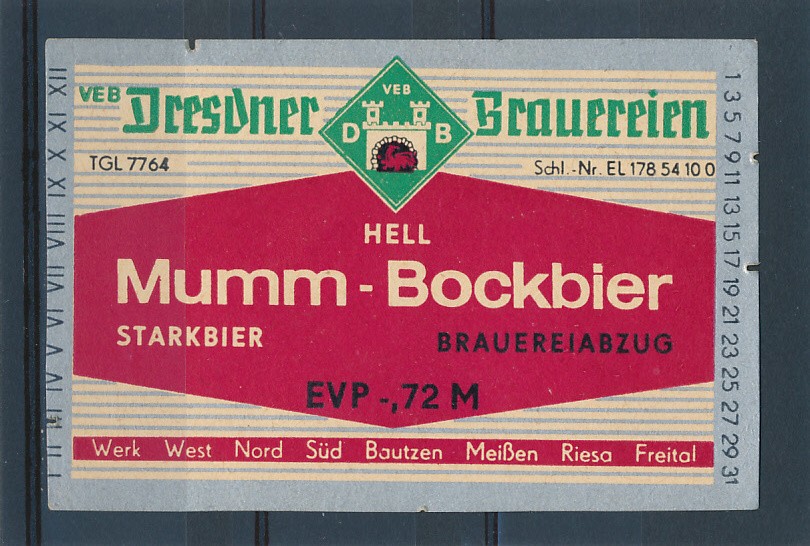 VEB Dresdner Brauereien
VEB
D B
TGL 7764
Schl.-Nr. EL 178 54 10 0
HELL
Mumm - Bockbier
STARKBIER
BRAUEREIABZUG
EVP -,72 M
Werk West Nord Süd Bautzen Meißen Riesa Freital
I II III IV V VI VII VIII IX X XI XII
1 3 5 7 9 11 13 15 17 19 21 23 25 27 29 31